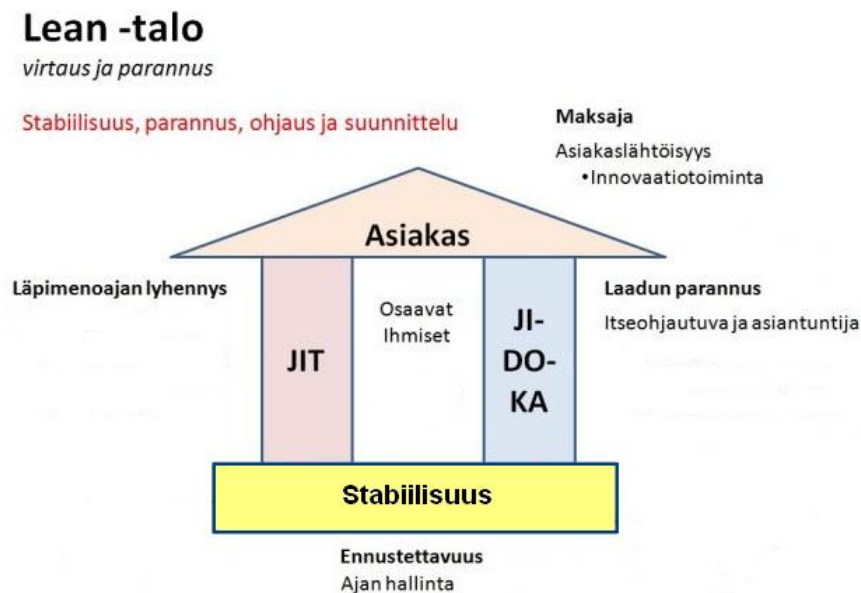 Lean -talo
virtaus ja parannus
Stabiilisuus, parannus, ohjaus ja suunnittelu
Maksaja
Asiakaslähtöisyys
•Innovaatiotoiminta
Asiakas
Läpimenoajan lyhennys
JIT
Osaavat
Ihmiset
JI-
DO-
KA
Laadun parannus
Itseohjautuva ja asiantuntija
Stabiilisuus
Ennustettavuus
Ajan hallinta